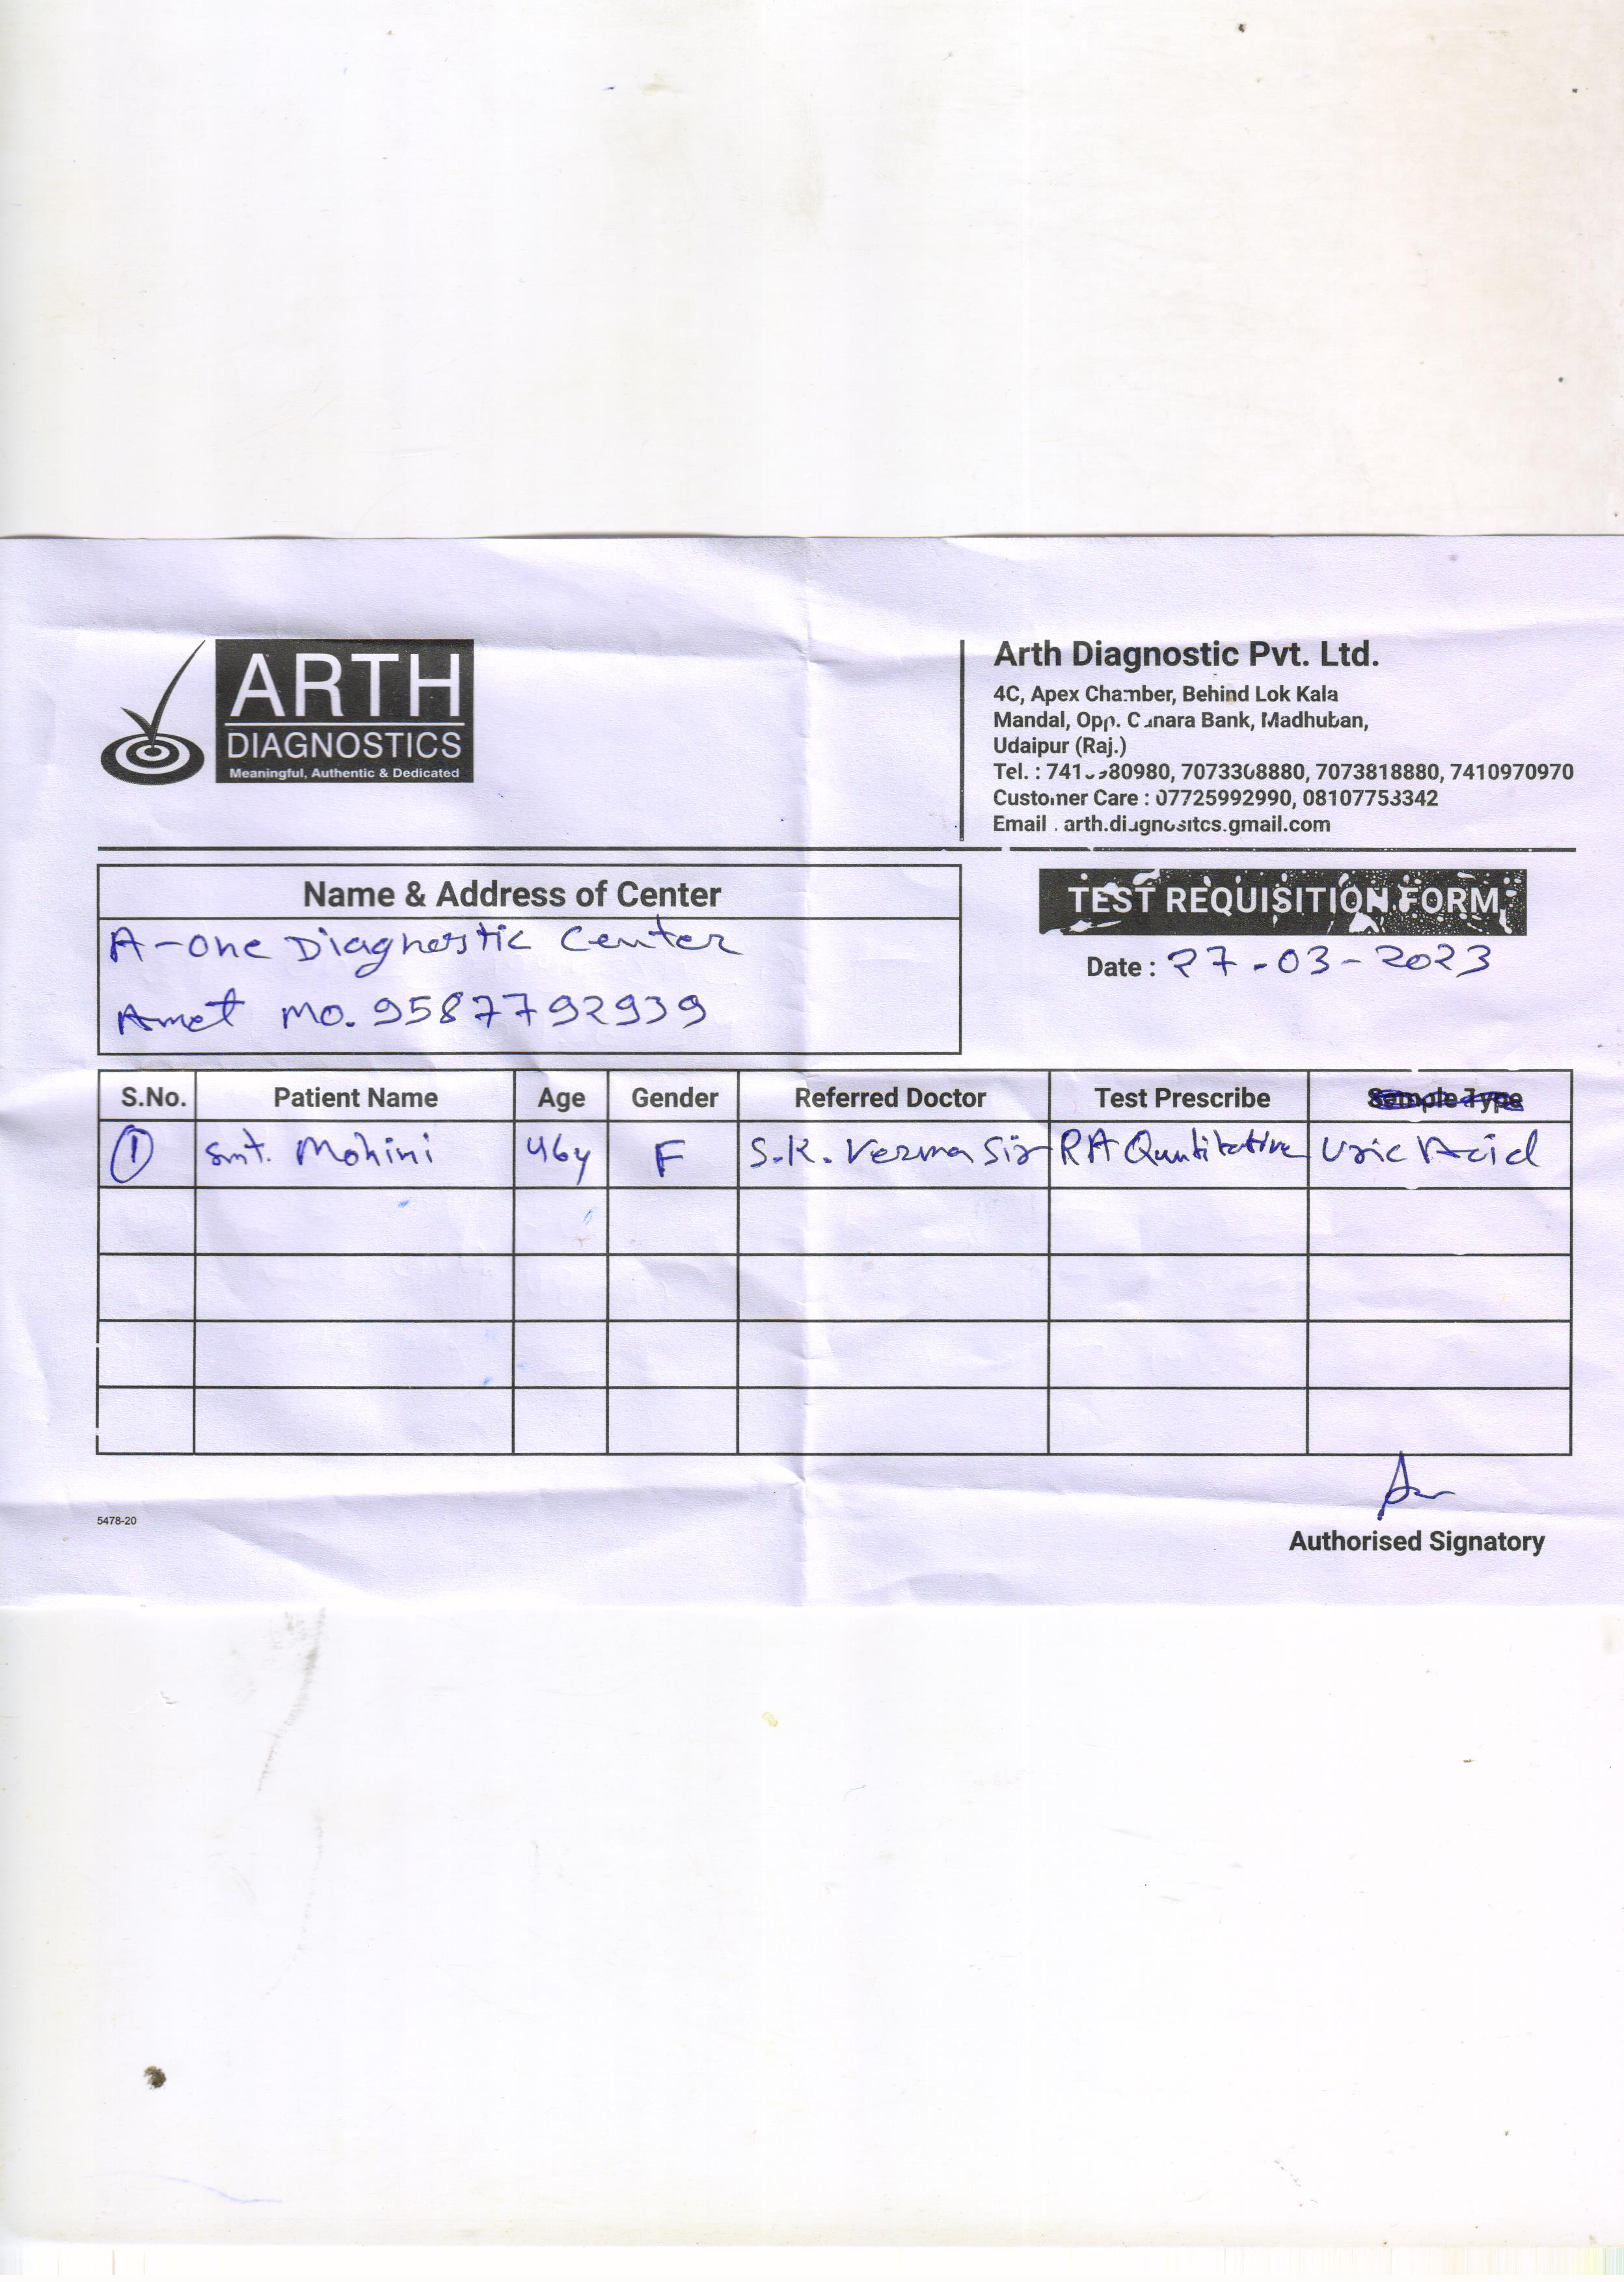 ARTH
DIAGNOSTICS
Meaningful, Authentic & Dedicated
Arth Diagnostic Pvt. Ltd.
4C, Apex Chamber, Behind Lok Kala
Mandal, Opp. Canara Bank, Madhuban,
Udaipur (Raj.)
Tel. : 7073308880, 7073818880, 7410970970
Customer Care : 07725992990, 08107753342
Email . arth.diagnositcs.gmail.com
Name & Address of Center
A-one Diagnostic Center
Amet Mo. 9587792939
TEST REQUISITION FORM
Date : 27-03-2023
S.No. Patient Name Age Gender Referred Doctor Test Prescribe Sample Type
1 Smt. Mohini 46y F S.K. Verma Sir RA Quntitative Uric Acid
5478-20
Authorised Signatory